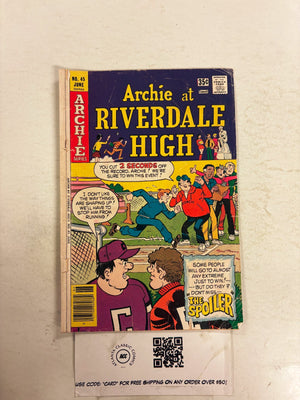 NO. 45
JUNE
ARCHIE
SERIES
35¢
Archie at
RIVERDALE
HIGH
YOU CUT 2 SECONDS OFF
THE RECORD, ARCHIE! WE'RE
SURE TO WIN THIS EVENT!
I DON'T LIKE
THE WAY THINGS
ARE SHAPING UP!
WE'LL HAVE TO
STOP HIM FROM
RUNNING!
SOME PEOPLE
WILL GO TO ALMOST
ANY EXTREME
JUST TO WIN!--
BUT DO THEY?
DON'T MISS...
THE SPOILER
ACC
USE CODE: "CARD" FOR FREE SHIPPING ON ANY ORDER OVER $50!